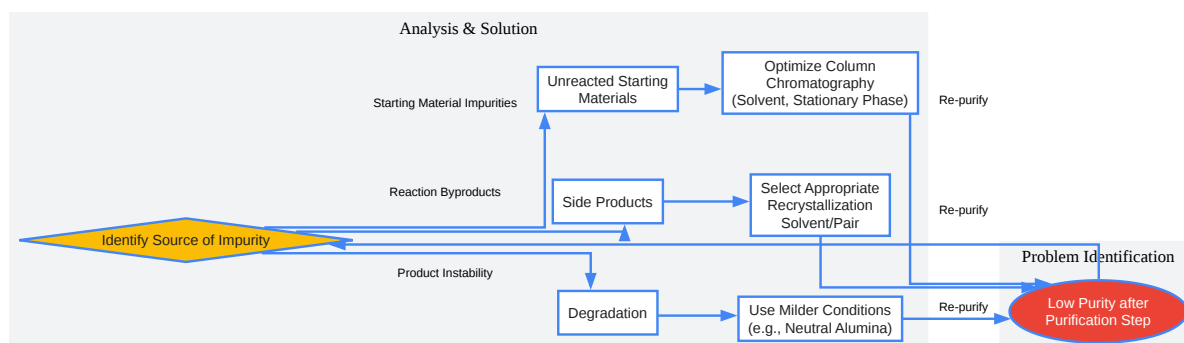 Analysis & Solution
Unreacted Starting
Materials
Optimize Column
Chromatography
(Solvent, Stationary Phase)
Starting Material Impurities
Re-purify
Reaction Byproducts
Side Products
Select Appropriate
Recrystallization
Solvent/Pair
Re-purify
Identify Source of Impurity
Product Instability
Problem Identification
Degradation
Use Milder Conditions
(e.g., Neutral Alumina)
Re-purify
Low Purity after
Purification Step